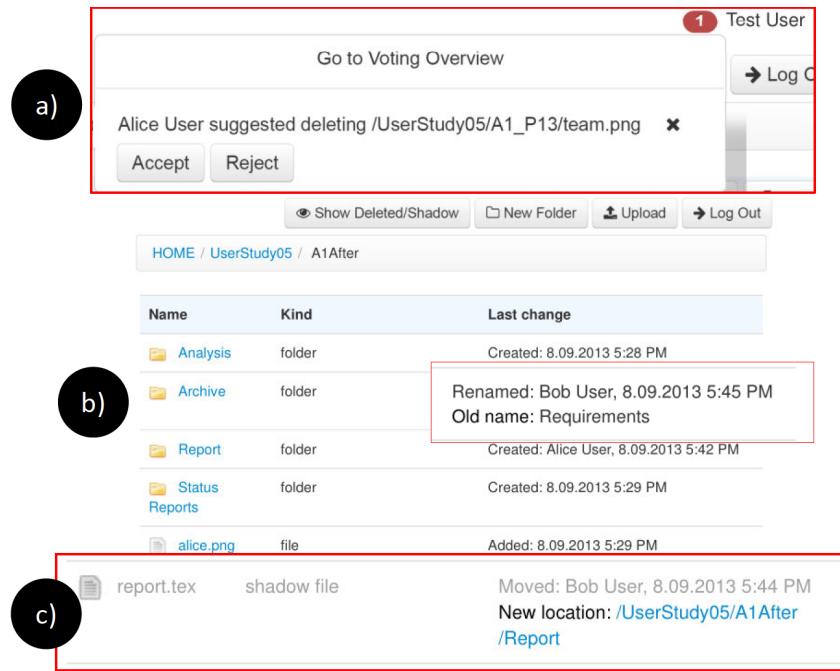 1 Test User
Go to Voting Overview
Log
a)
Alice User suggested deleting /UserStudy05/A1_P13/team.png
Accept Reject
Show Deleted/Shadow New Folder Upload Log Out
HOME / UserStudy05 / A1After
Name Kind Last change
Analysis folder Created: 8.09.2013 5:28 PM
b)
Archive folder Renamed: Bob User, 8.09.2013 5:45 PM
Old name: Requirements
Report folder Created: Alice User, 8.09.2013 5:42 PM
Status folder Created: 8.09.2013 5:29 PM
Reports
alice.png file Added: 8.09.2013 5:29 PM
c)
report.tex shadow file Moved: Bob User, 8.09.2013 5:44 PM
New location: /UserStudy05/A1After
/Report